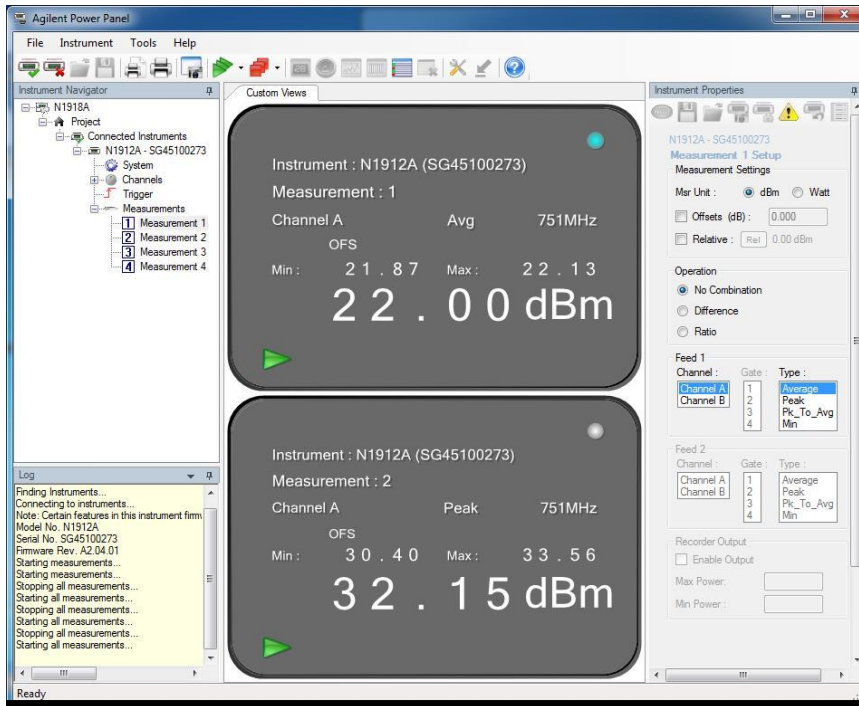 Agilent Power Panel
File Instrument Tools Help
Instrument Navigator
N1918A
Project
Connected Instruments
N1912A - SG45100273
System
Channels
Trigger
Measurements
1 Measurement 1
2 Measurement 2
3 Measurement 3
4 Measurement 4
Log
Finding Instruments...
Connecting to instruments...
Note: Certain features in this instrument firmw
Model No. N1912A
Serial No. SG45100273
Firmware Rev. A2.04.01
Starting measurements...
Starting measurements...
Stopping all measurements...
Starting all measurements...
Stopping all measurements...
Starting all measurements...
Stopping all measurements...
Starting all measurements...
Ready
Custom Views
Instrument : N1912A (SG45100273)
Measurement : 1
Channel A Avg 751MHz
OFS
Min : 21.87 Max : 22.13
22.00 dBm
Instrument : N1912A (SG45100273)
Measurement : 2
Channel A Peak 751MHz
OFS
Min : 30.40 Max : 33.56
32.15 dBm
Instrument Properties
N1912A - SG45100273
Measurement 1 Setup
Measurement Settings
Msr Unit : dBm Watt
Offsets (dB) : 0.000
Relative : Rel 0.00 dBm
Operation
No Combination
Difference
Ratio
Feed 1
Channel : Gate : Type :
Channel A 1 Average
Channel B 2 Peak
3 Pk_To_Avg
4 Min
Feed 2
Channel : Gate : Type :
Channel A 1 Average
Channel B 2 Peak
3 Pk_To_Avg
4 Min
Recorder Output
Enable Output
Max Power:
Min Power :